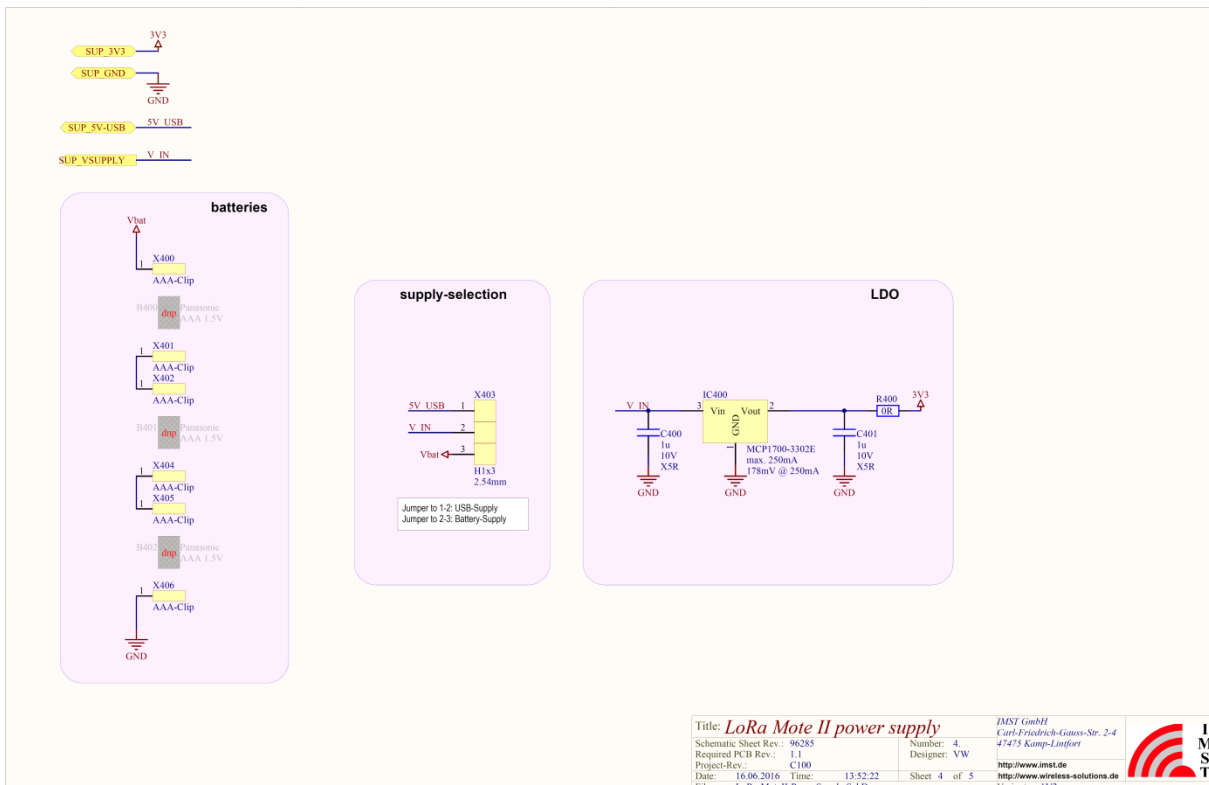 3V3
SUP_3V3
SUP_GND
GND
SUP_5V-USB 5V_USB
SUP_VSUPPLY V_IN
batteries
Vbat
1 X400
AAA-Clip
B400 dnp Panasonic
AAA 1.5V
1 X401
AAA-Clip
1 X402
AAA-Clip
B401 dnp Panasonic
AAA 1.5V
1 X404
AAA-Clip
1 X405
AAA-Clip
B402 dnp Panasonic
AAA 1.5V
1 X406
AAA-Clip
GND
supply-selection
X403
5V_USB 1
V_IN 2
Vbat 3
H1x3
2.54mm
Jumper to 1-2: USB-Supply
Jumper to 2-3: Battery-Supply
LDO
IC400
V_IN 3 Vin Vout 2
GND
1
R400
0R
3V3
C400
1u
10V
X5R
GND
MCP1700-3302E
max. 250mA
178mV @ 250mA
GND
C401
1u
10V
X5R
GND
Title: LoRa Mote II power supply
Schematic Sheet Rev.: 96285 Number: 4.
Required PCB Rev.: 1.1 Designer: VW
Project-Rev.: C100
Date: 16.06.2016 Time: 13:52:22 Sheet 4 of 5
IMST GmbH
Carl-Friedrich-Gauss-Str. 2-4
47475 Kamp-Lintfort
http://www.imst.de
http://www.wireless-solutions.de
I
M
S
T